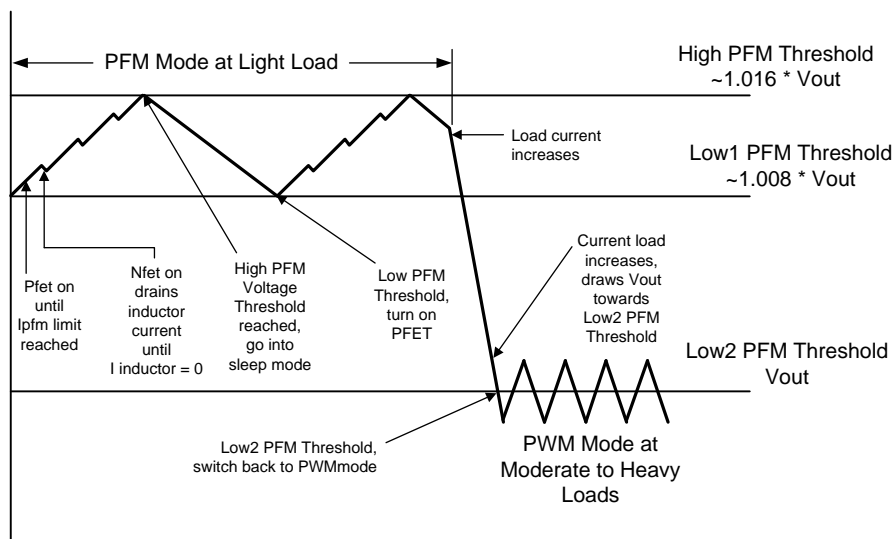 PFM Mode at Light Load
High PFM Threshold
~1.016 * Vout
Load current
increases
Low1 PFM Threshold
~1.008 * Vout
Pfet on
until
Ipfm limit
reached
Nfet on
drains
inductor
current
until
I inductor = 0
High PFM
Voltage
Threshold
reached,
go into
sleep mode
Low PFM
Threshold,
turn on
PFET
Current load
increases,
draws Vout
towards
Low2 PFM
Threshold
Low2 PFM Threshold
Vout
Low2 PFM Threshold,
switch back to PWMmode
PWM Mode at
Moderate to Heavy
Loads